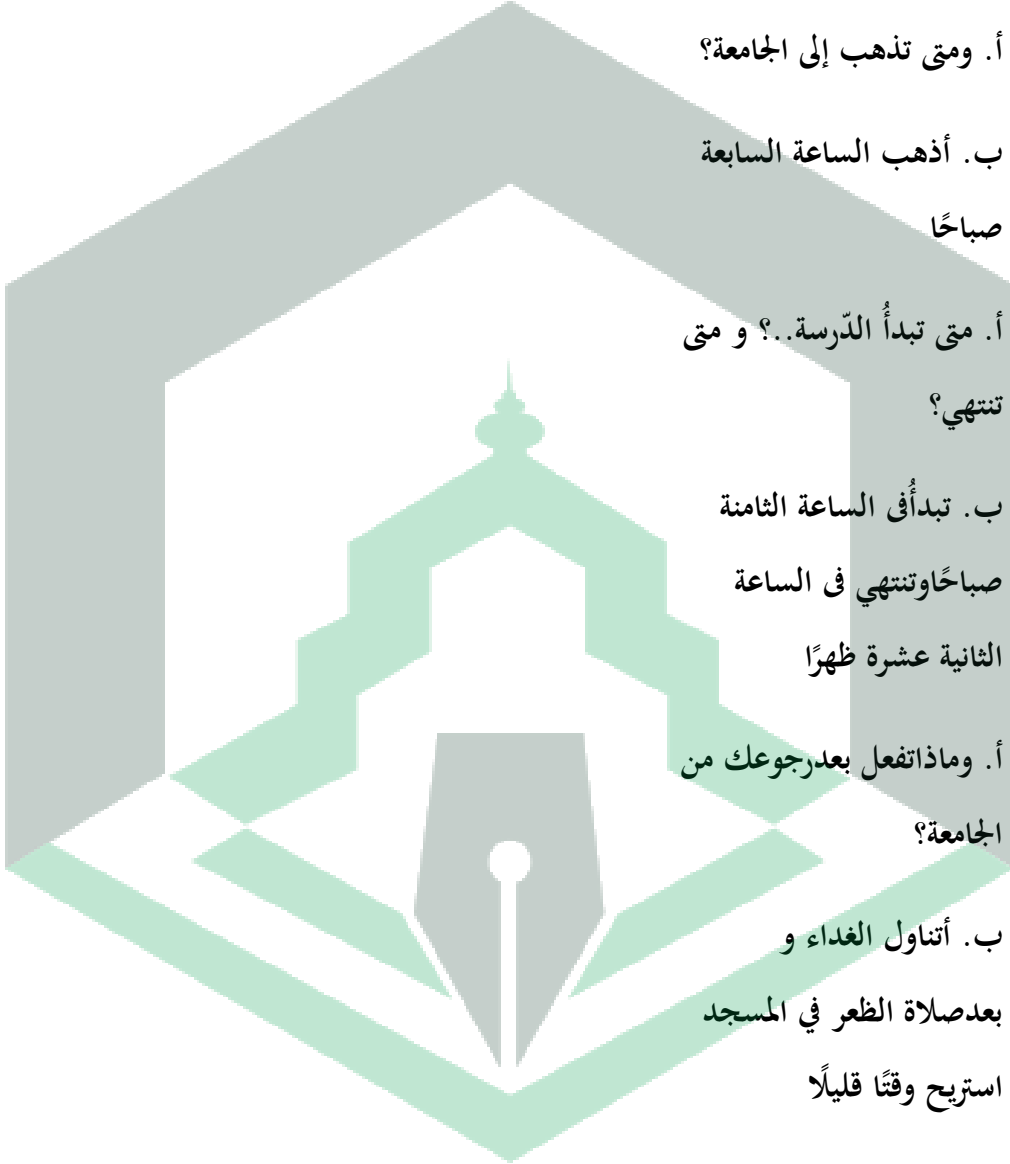 أ. ومتى تذهب إلى الجامعة؟
ب. أذهب الساعة السابعة
صباحًا
أ. متى تبدأُ الدّرسة..؟ و متى
تنتهي؟
ب. تبدأُفى الساعة الثامنة
صباحًاوتنتهي فى الساعة
الثانية عشرة ظهرًا
أ. وماذاتفعل بعدرجوعك من
الجامعة؟
ب. أتناول الغداء و
بعدصلاة الظعر في المسجد
استريح وقتًا قليلًا